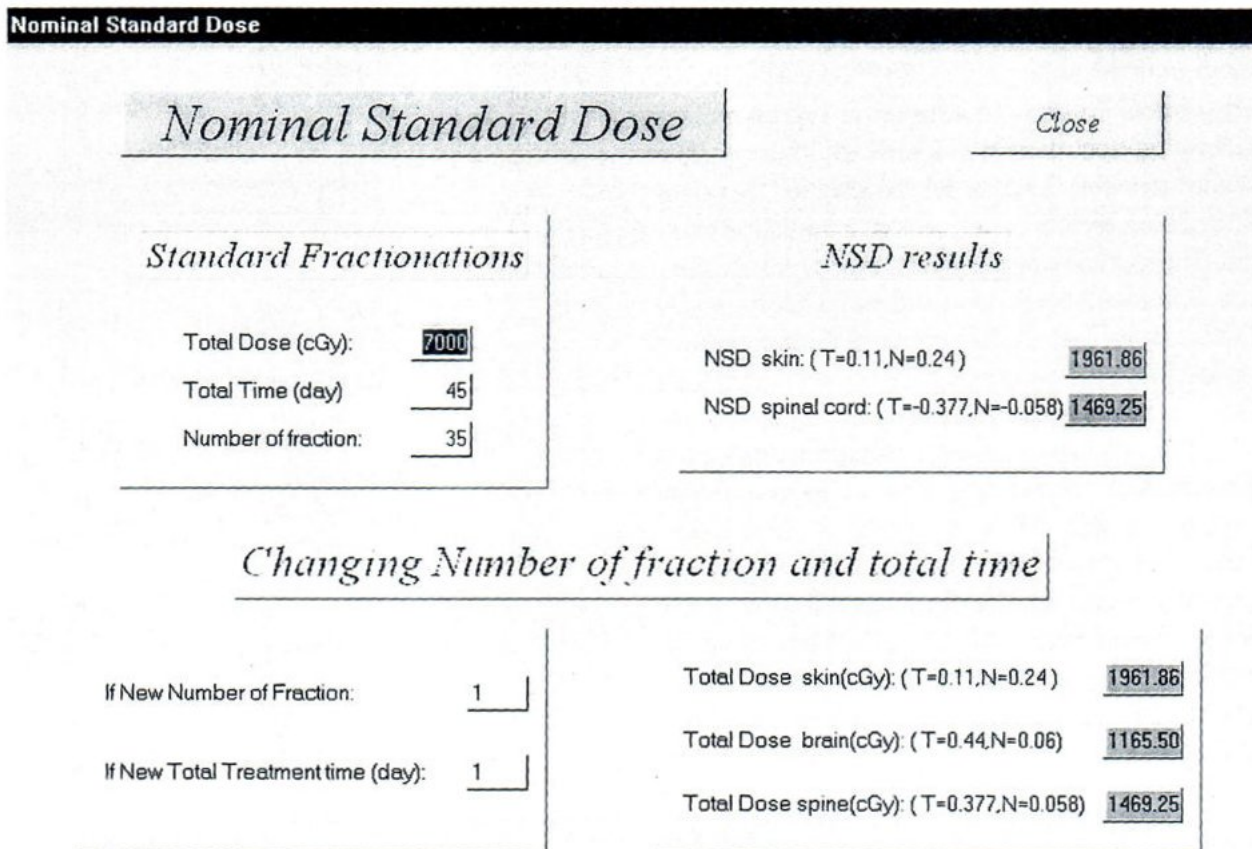 Nominal Standard Dose
Nominal Standard Dose
Close
Standard Fractionations
Total Dose (cGy): 7000
Total Time (day) 45
Number of fraction: 35
NSD results
NSD skin: (T=0.11,N=0.24) 1961.86
NSD spinal cord: (T=-0.377,N=-0.058) 1469.25
Changing Number of fraction and total time
If New Number of Fraction: 1
If New Total Treatment time (day): 1
Total Dose skin(cGy): (T=0.11,N=0.24) 1961.86
Total Dose brain(cGy): (T=0.44,N=0.06) 1165.50
Total Dose spine(cGy): (T=0.377,N=0.058) 1469.25